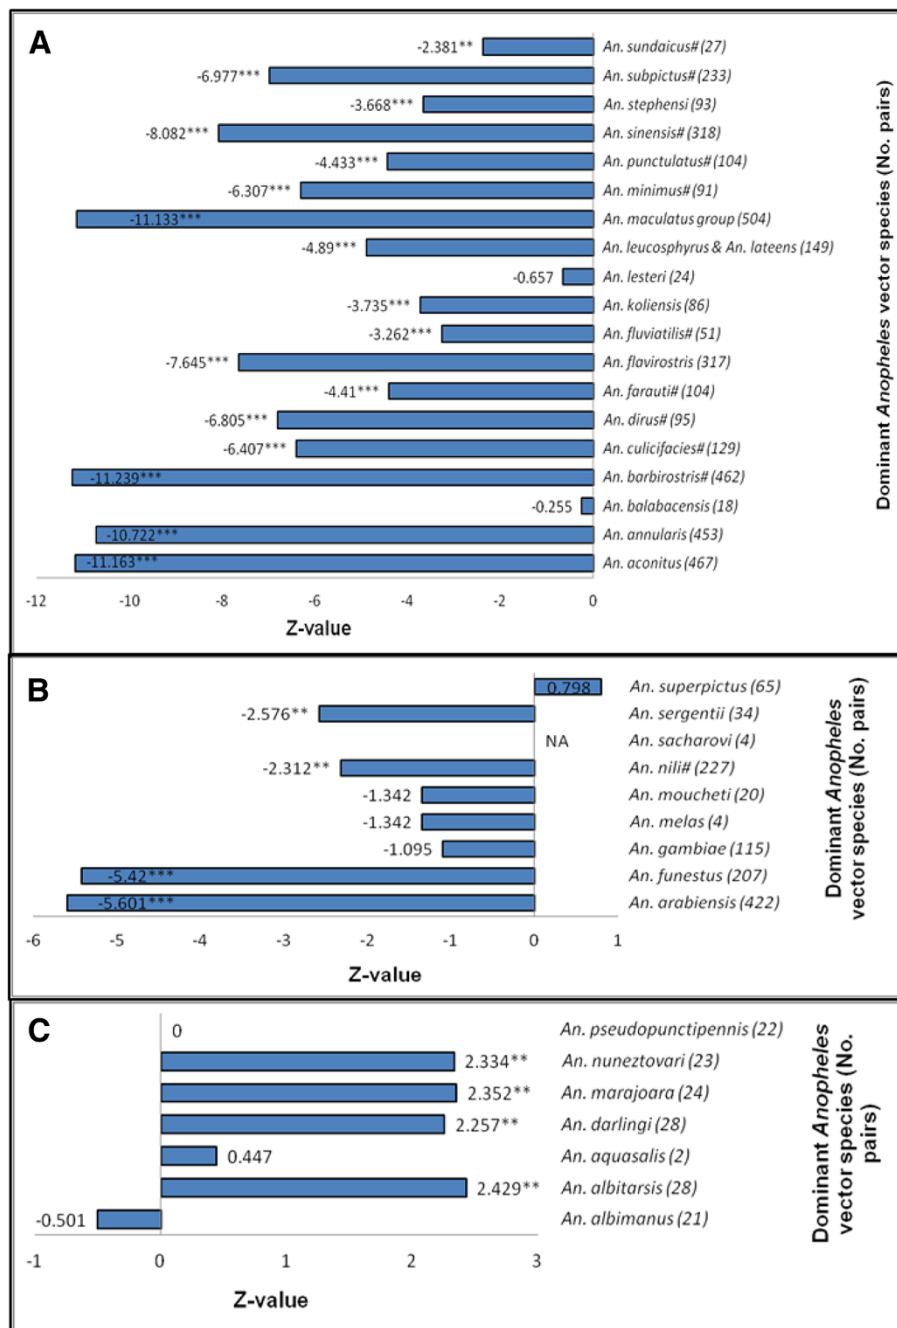 A
-2.381** An. sundaicus# (27)
-6.977*** An. subpictus# (233)
-3.668*** An. stephensi (93)
-8.082*** An. sinensis# (318)
-4.433*** An. punctulatus# (104)
-6.307*** An. minimus# (91)
-11.133*** An. maculatus group (504)
-4.89*** An. leucosphyrus & An. lateens (149)
-0.657 An. lesteri (24)
-3.735*** An. koliensis (86)
-3.262*** An. fluviatilis# (51)
-7.645*** An. flavirostris (317)
-4.41*** An. farauti# (104)
-6.805*** An. dirus# (95)
-6.407*** An. culicifacies# (129)
-11.239*** An. barbirostris# (462)
-0.255 An. balabacensis (18)
-10.722*** An. annularis (453)
-11.163*** An. aconitus (467)
-12 -10 -8 -6 -4 -2 0
Z-value
Dominant Anopheles vector species (No. pairs)
B
0.798 An. superpictus (65)
-2.576** An. sergentii (34)
NA An. sacharovi (4)
-2.312** An. nili# (227)
-1.342 An. moucheti (20)
-1.342 An. melas (4)
-1.095 An. gambiae (115)
-5.42*** An. funestus (207)
-5.601*** An. arabiensis (422)
-6 -5 -4 -3 -2 -1 0 1
Z-value
Dominant Anopheles
vector species (No. pairs)
C
0 An. pseudopunctipennis (22)
2.334** An. nuneztovari (23)
2.352** An. marajoara (24)
2.257** An. darlingi (28)
0.447 An. aquasalis (2)
2.429** An. albitarsis (28)
-0.501 An. albimanus (21)
-1 0 1 2 3
Z-value
Dominant Anopheles
vector species (No.
pairs)